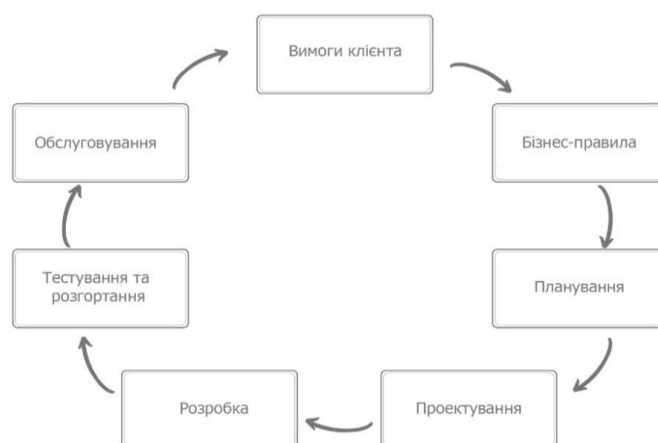 Вимоги клієнта
Бізнес-правила
Планування
Проектування
Розробка
Тестування та
розгортання
Обслуговування